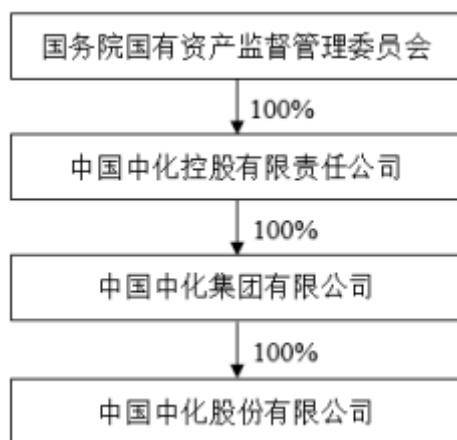 国务院国有资产监督管理委员会
100%
中国中化控股有限责任公司
100%
中国中化集团有限公司
100%
中国中化股份有限公司